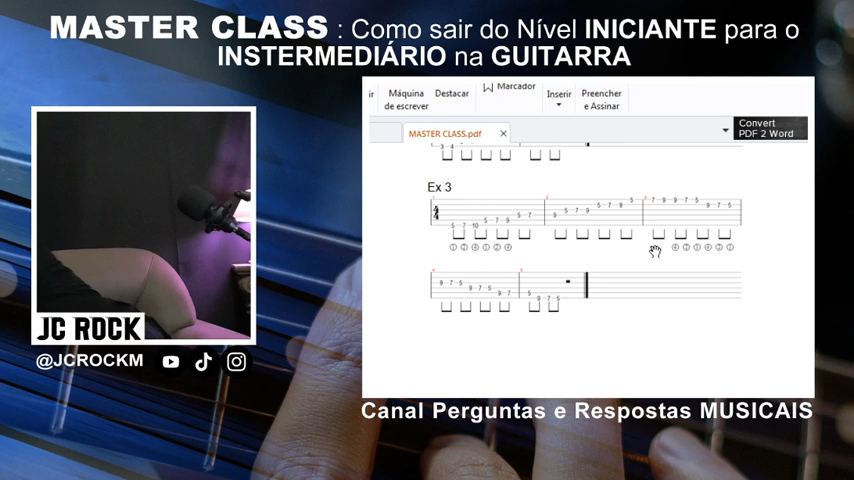 MASTER CLASS : Como sair do Nível INICIANTE para o
INSTERMEDIÁRIO na GUITARRA
ir Máquina de escrever Destacar Marcador Inserir Preencher e Assinar
MASTER CLASS.pdf
Convert
PDF 2 Word
Ex 3
JC ROCK
@JCROCKM
Canal Perguntas e Respostas MUSICAIS